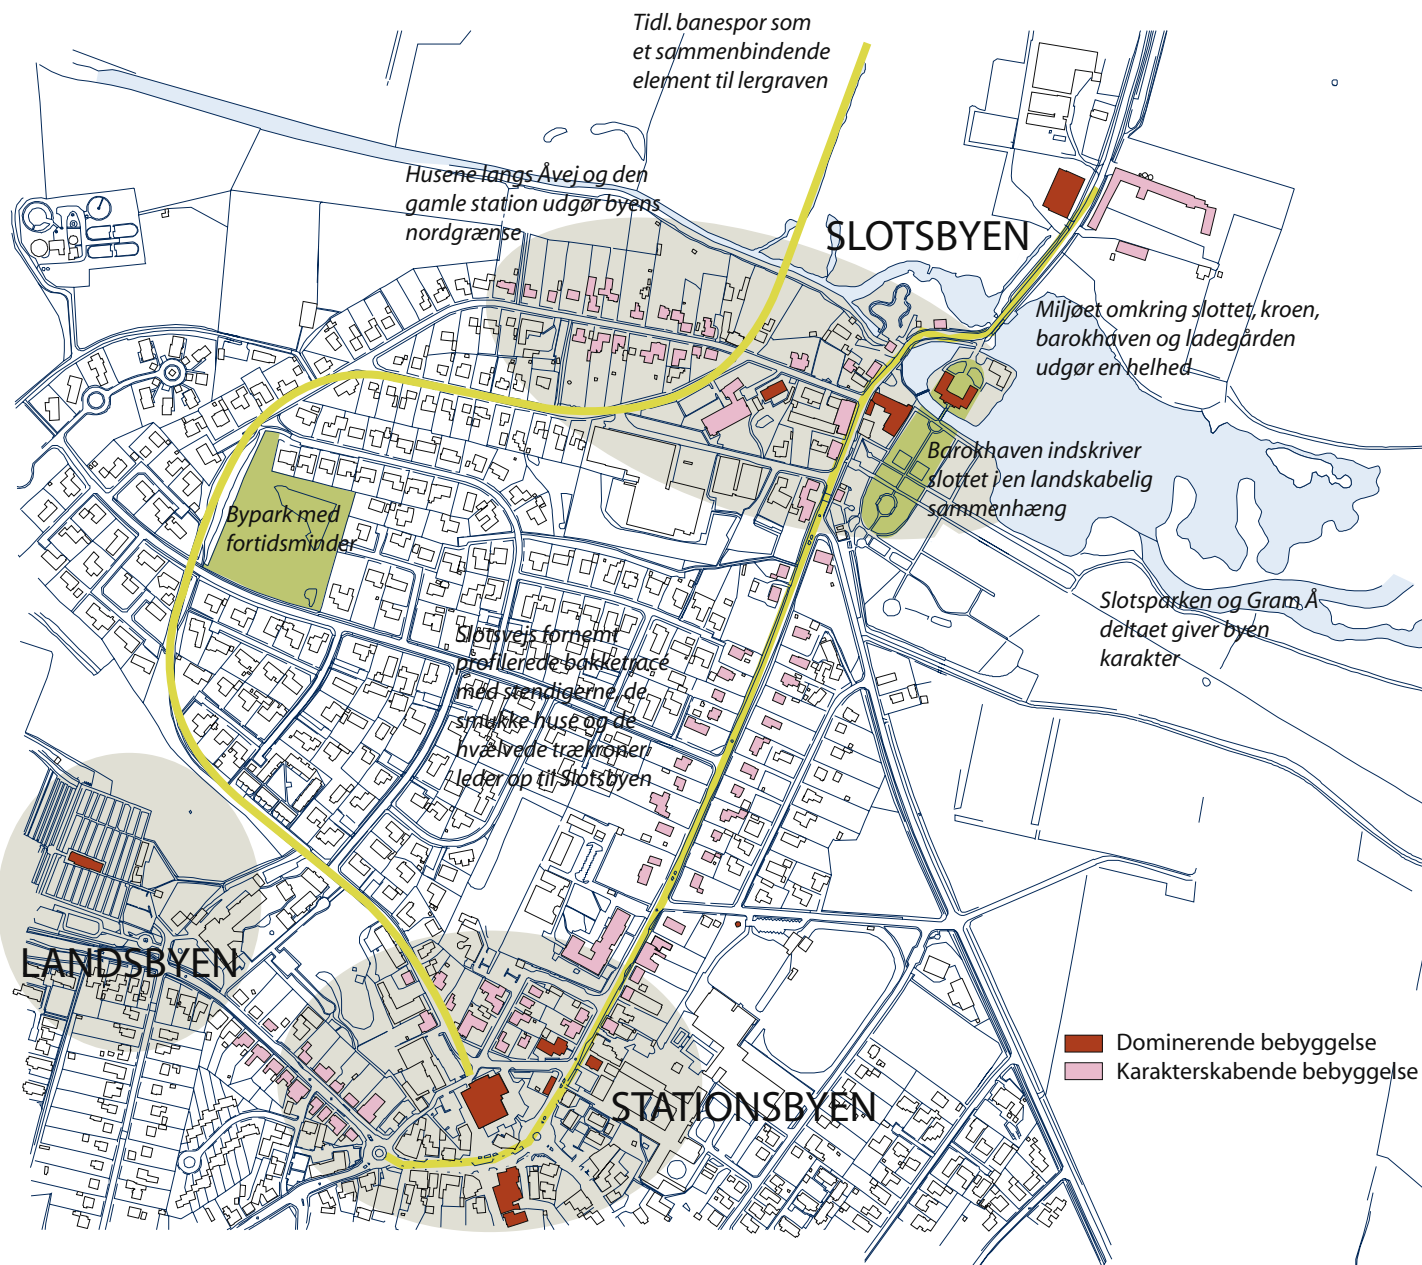 Tidl. banespor som
et sammenbindende
element til lergraven
Husene langs Åvej og den
gamle station udgør byens
nordgrænse
SLOTSBYEN
Miljøet omkring slottet, kroen,
barokhaven og ladegården
udgør en helhed
Barokhaven indskriver
slottet i en landskabelig
sammenhæng
Bypark med
fortidsminder
Slotsparken og Gram Å
deltaet giver byen
karakter
Slotsvejs fornemt
profilerede bakketracé
med stendigerne, de
smukke huse og de
hvælvede trækroner
leder op til Slotsbyen
LANDSBYEN
STATIONSBYEN
Dominerende bebyggelse
Karakterskabende bebyggelse